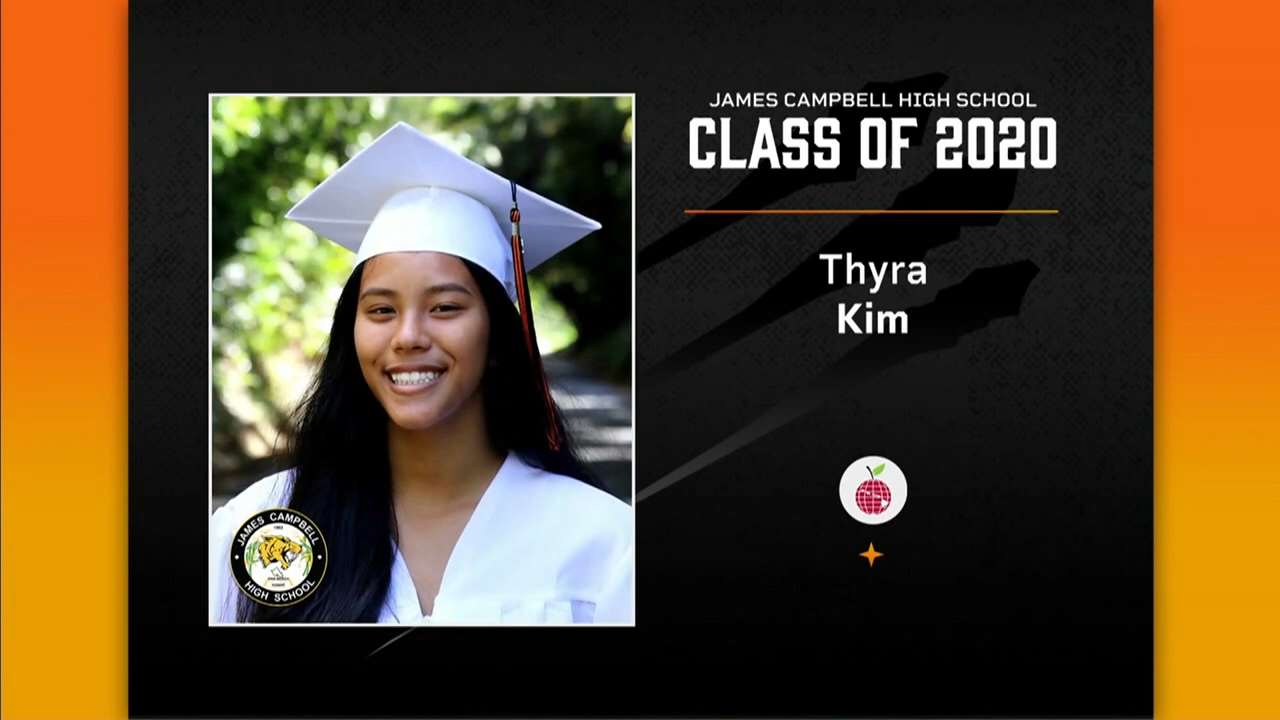 JAMES CAMPBELL HIGH SCHOOL
CLASS OF 2020
Thyra
Kim
JAMES CAMPBELL
HIGH SCHOOL